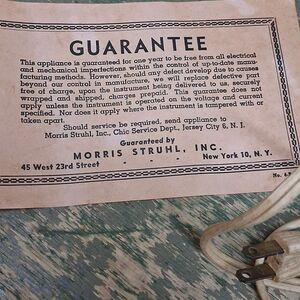 GUARANTEE
This appliance is guaranteed for one year to be free from all electrical
and mechanical imperfections within the control of up-to-date manu-
facturing methods. However, should any defect develop due to causes
beyond our control in manufacture, we will replace defective part
free of charge, upon the instrument being delivered to us, securely
wrapped and shipped, charges prepaid. This guarantee does not
apply unless the instrument is operated on the voltage and current
specified. Nor does it apply where the instrument is tampered with or
taken apart.
Should service be required, send appliance to
Morris Struhl, Inc., Chic Service Dept., Jersey City 6, N. J.
Guaranteed by
MORRIS STRUHL, INC.
45 West 23rd Street New York 10, N. Y.
No.